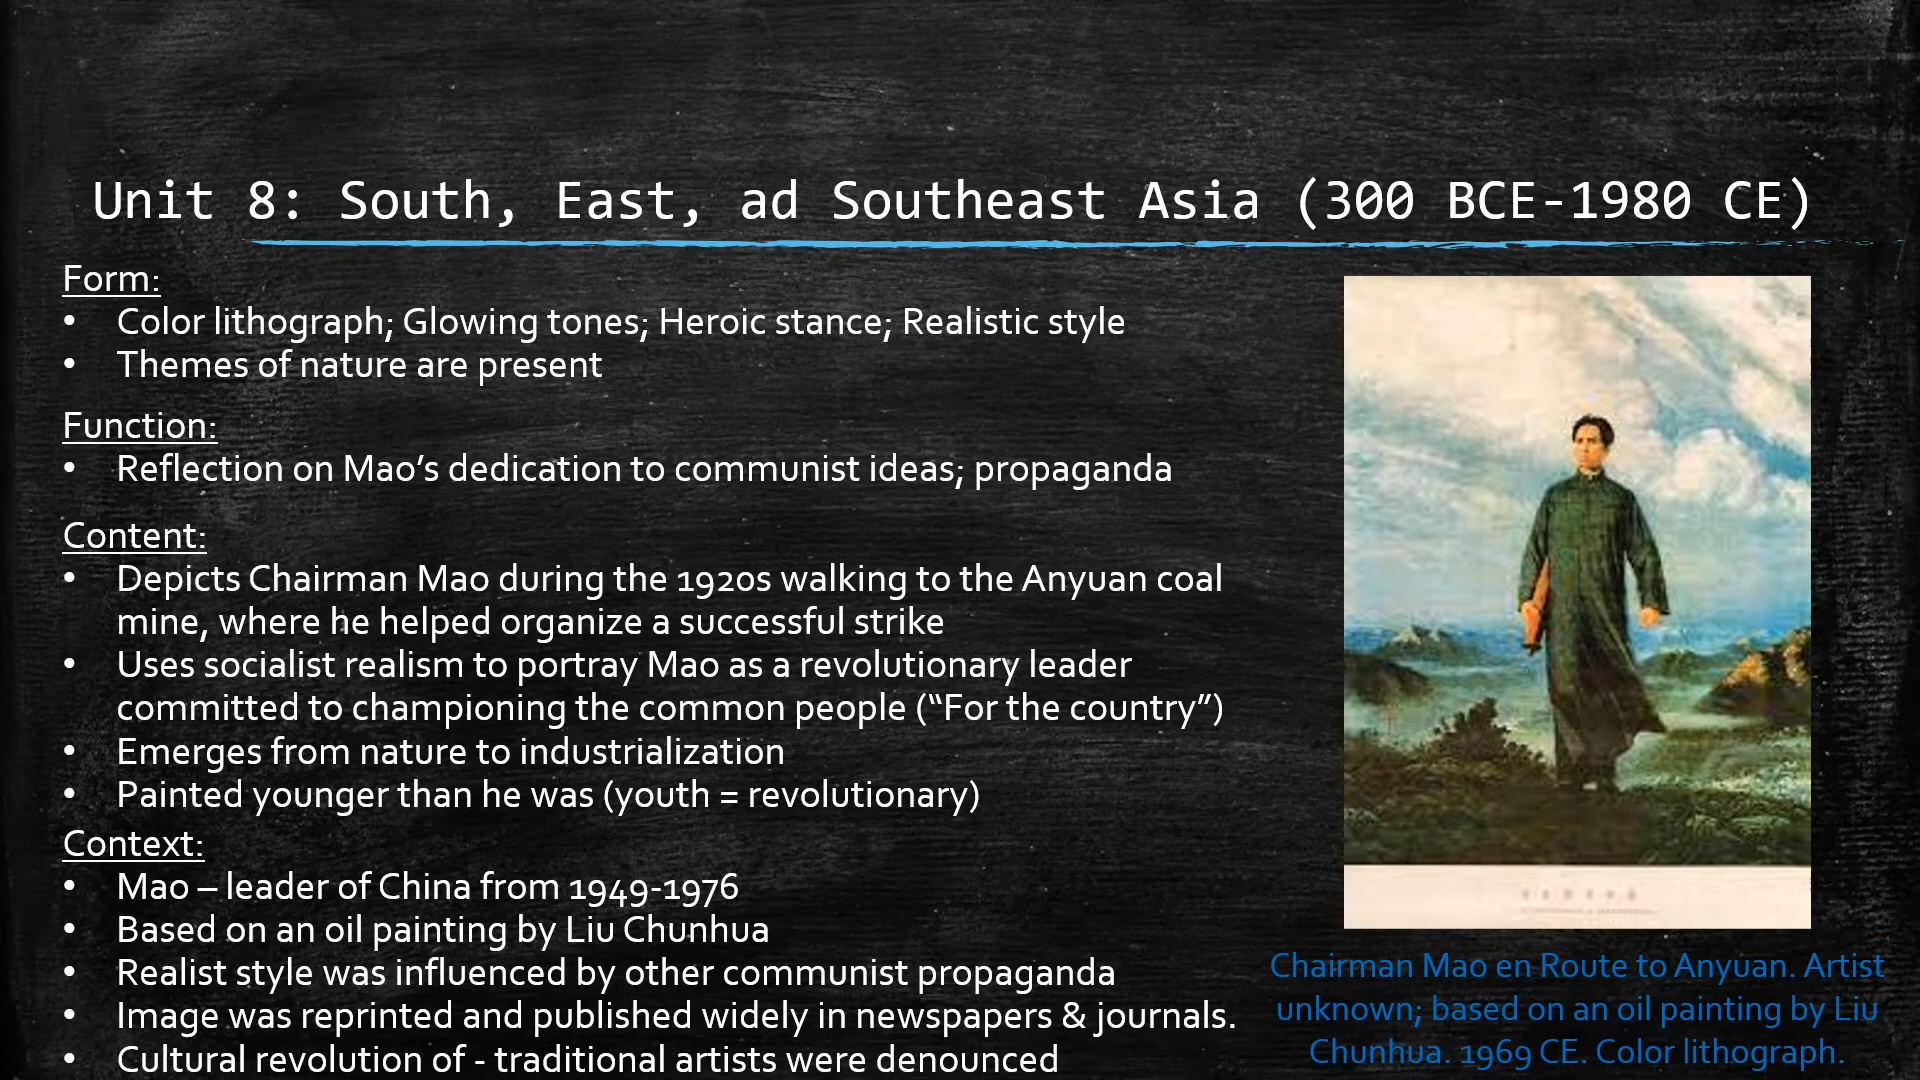 Unit 8: South, East, ad Southeast Asia (300 BCE-1980 CE)
Form:
• Color lithograph; Glowing tones; Heroic stance; Realistic style
• Themes of nature are present
Function:
• Reflection on Mao’s dedication to communist ideas; propaganda
Content:
• Depicts Chairman Mao during the 1920s walking to the Anyuan coal
mine, where he helped organize a successful strike
• Uses socialist realism to portray Mao as a revolutionary leader
committed to championing the common people (“For the country”)
• Emerges from nature to industrialization
• Painted younger than he was (youth = revolutionary)
Context:
• Mao – leader of China from 1949-1976
• Based on an oil painting by Liu Chunhua
• Realist style was influenced by other communist propaganda
• Image was reprinted and published widely in newspapers & journals.
• Cultural revolution of - traditional artists were denounced
Chairman Mao en Route to Anyuan. Artist
unknown; based on an oil painting by Liu
Chunhua. 1969 CE. Color lithograph.